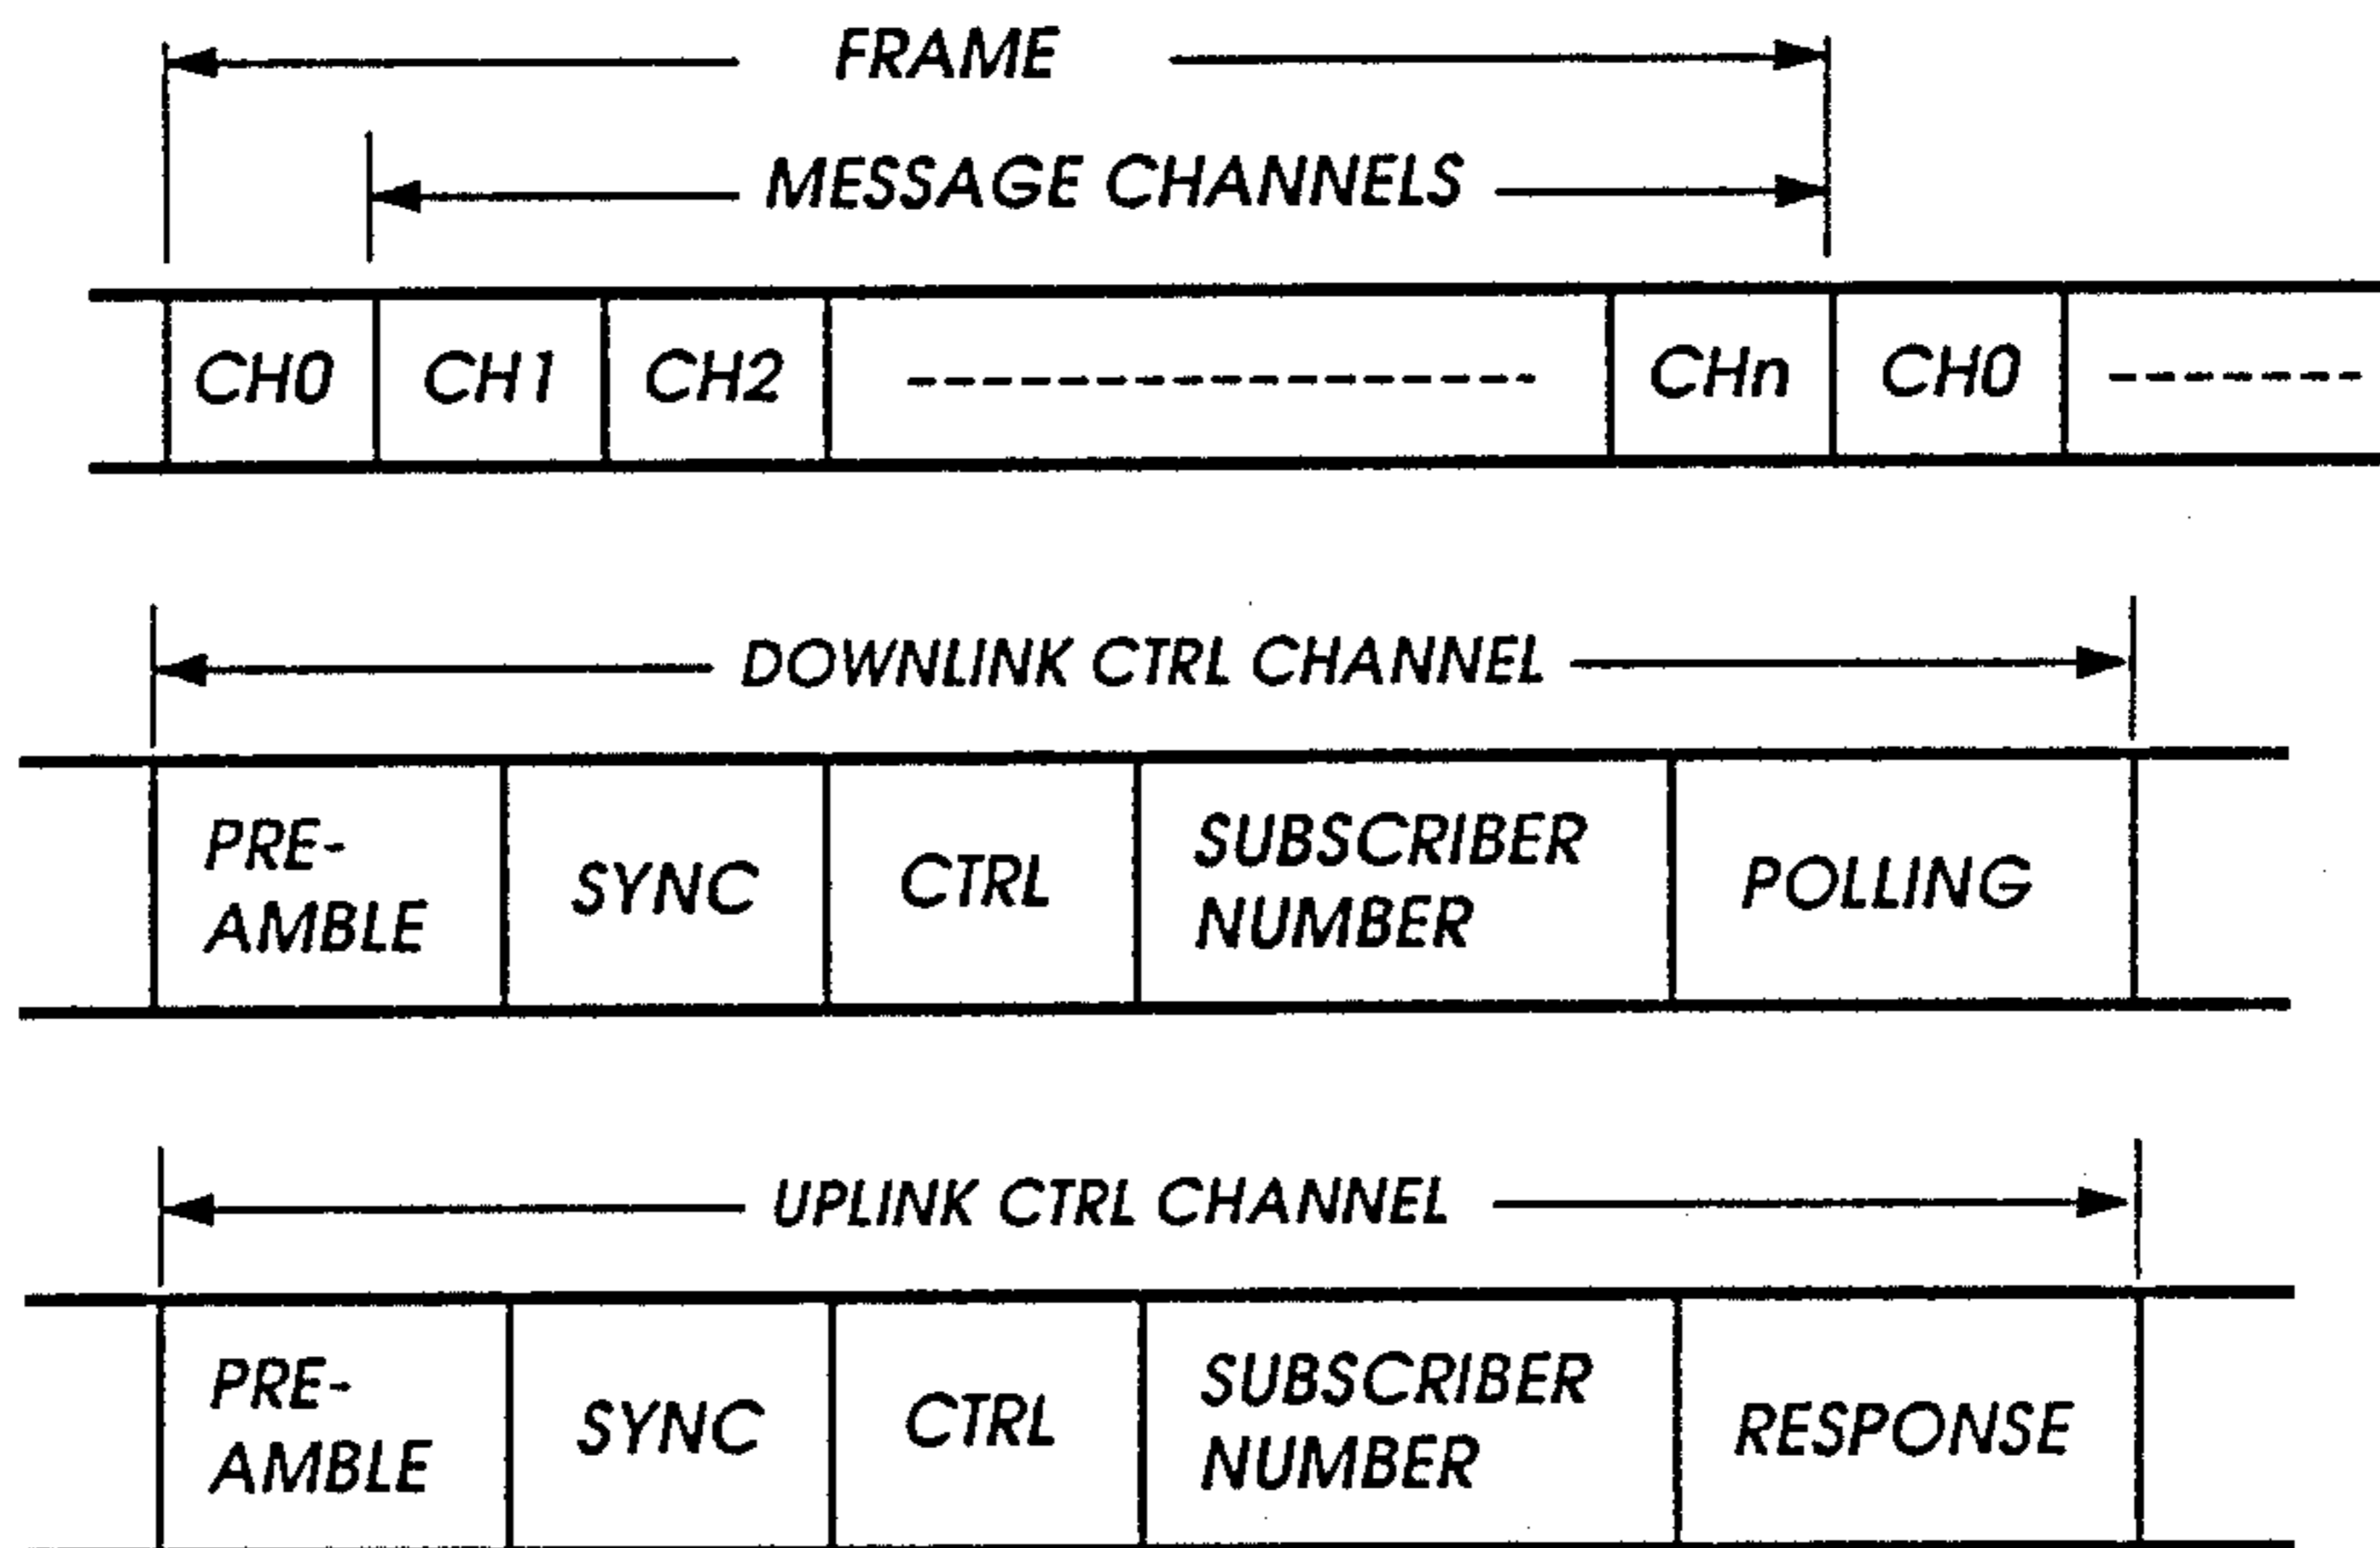 FRAME
MESSAGE CHANNELS
CH0 CH1 CH2 CHn CH0
DOWNLINK CTRL CHANNEL
PRE-
AMBLE
SYNC
CTRL
SUBSCRIBER
NUMBER
POLLING
UPLINK CTRL CHANNEL
PRE-
AMBLE
SYNC
CTRL
SUBSCRIBER
NUMBER
RESPONSE